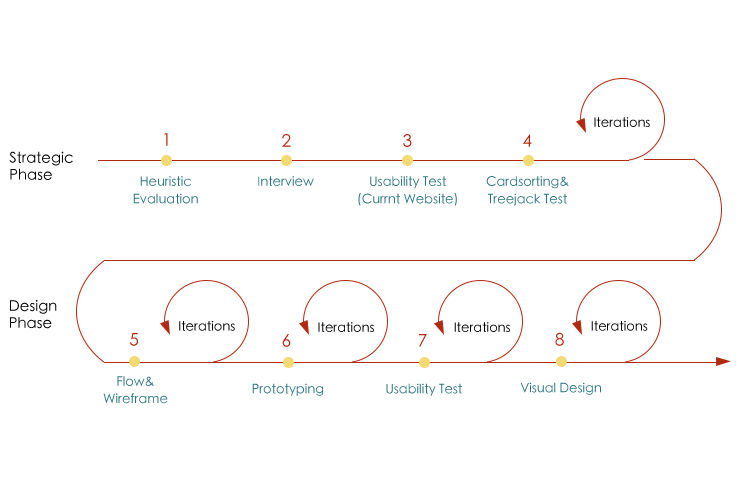 Strategic
Phase
1
2
3
4
Iterations
Heuristic
Evaluation
Interview
Usability Test
(Currnt Website)
Cardsorting&
Treejack Test
Design
Phase
5
Iterations
6
Iterations
7
Iterations
8
Iterations
Flow&
Wireframe
Prototyping
Usability Test
Visual Design